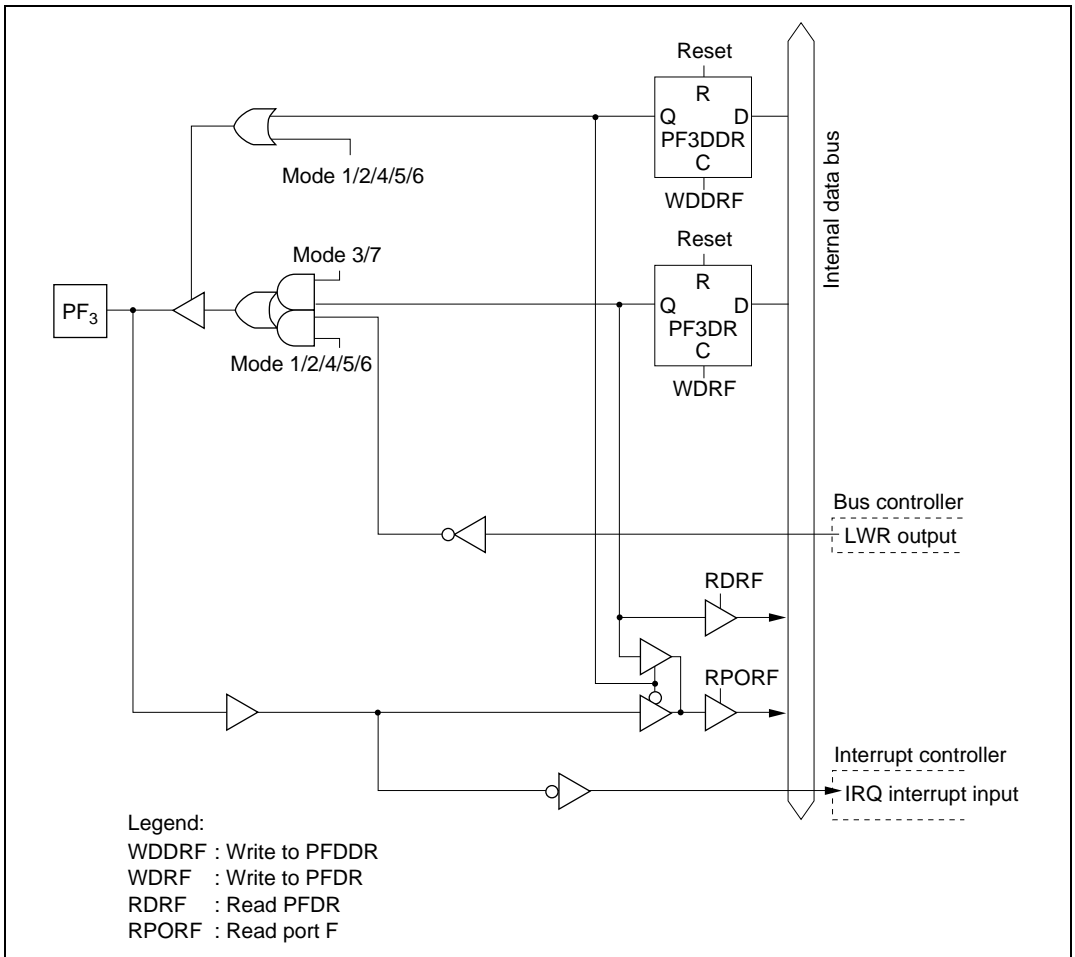 Reset
R
Q D
PF3DDR
C
WDDRF
Mode 1/2/4/5/6
Internal data bus
Reset
R
Q D
PF3DR
C
WDRF
Mode 3/7
PF3
Mode 1/2/4/5/6
Bus controller
LWR output
RDRF
RPORF
Interrupt controller
IRQ interrupt input
Legend:
WDDRF : Write to PFDDR
WDRF : Write to PFDR
RDRF : Read PFDR
RPORF : Read port F